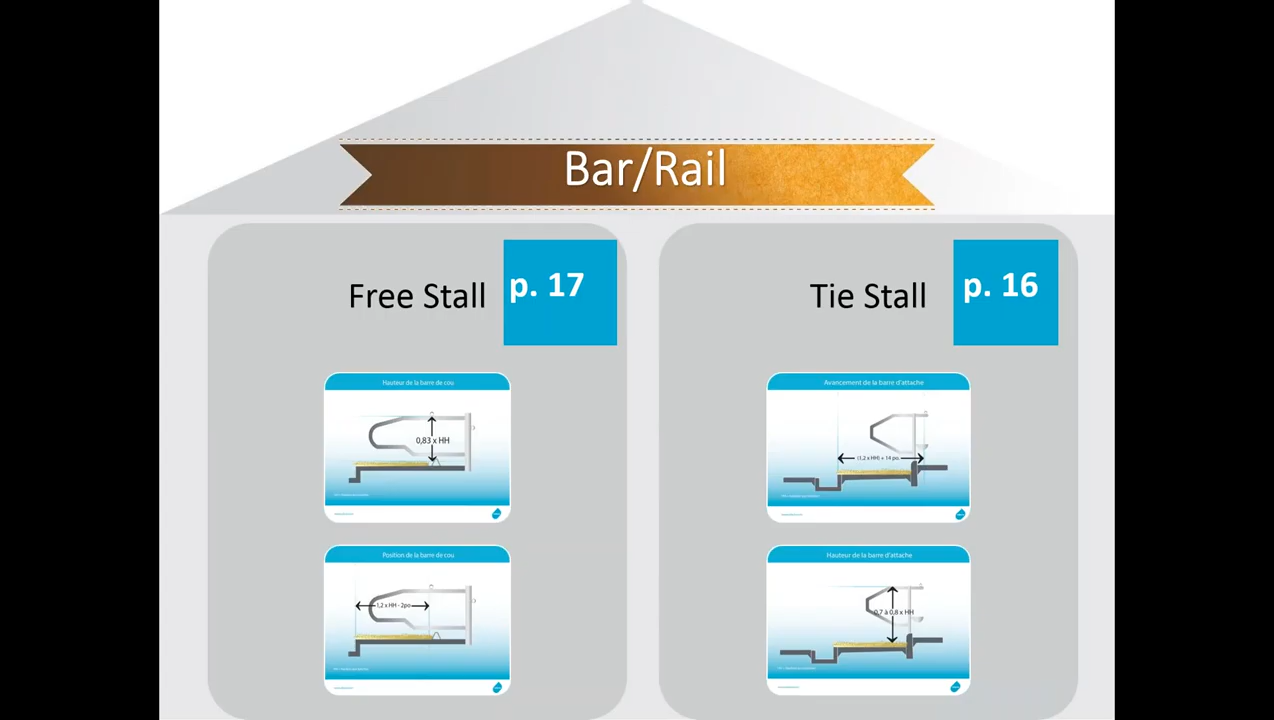 Bar/Rail
Free Stall
p. 17
Hauteur de la barre de cou
0,83 x HH
Position de la barre de cou
1,2 x HH - 2po
Tie Stall
p. 16
Avancement de la barre d'attache
(1,2 x HH) + 14 po.
Hauteur de la barre d'attache
0,7 à 0,8 x HH